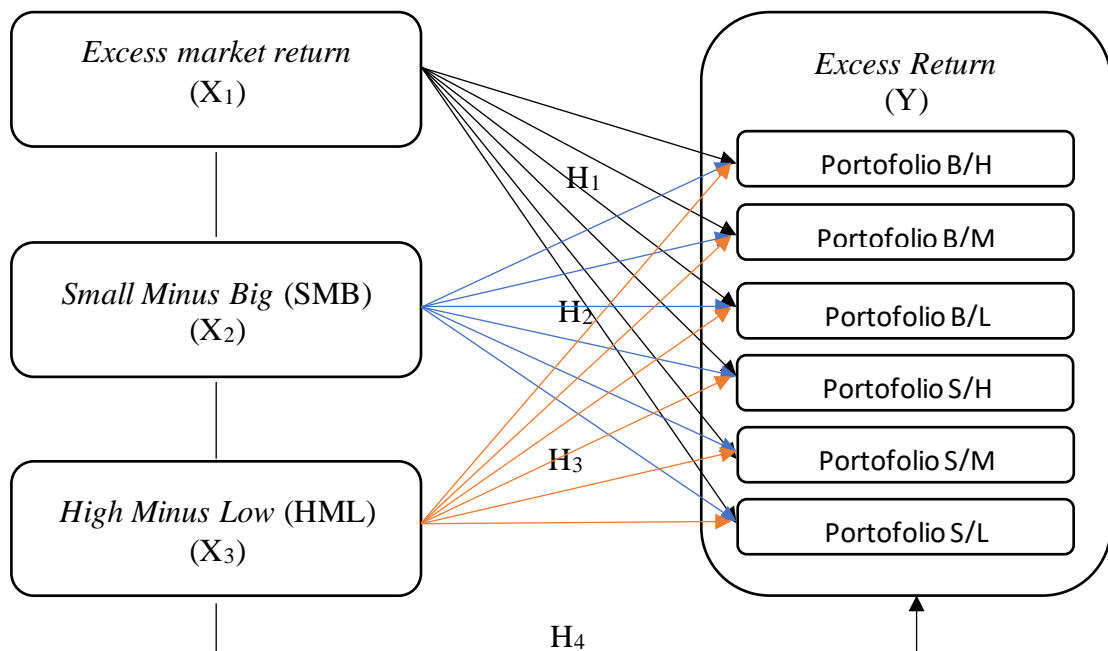 Excess market return
(X₁)
Small Minus Big (SMB)
(X₂)
High Minus Low (HML)
(X₃)
H₁
H₂
H₃
H₄
Excess Return
(Y)
Portofolio B/H
Portofolio B/M
Portofolio B/L
Portofolio S/H
Portofolio S/M
Portofolio S/L